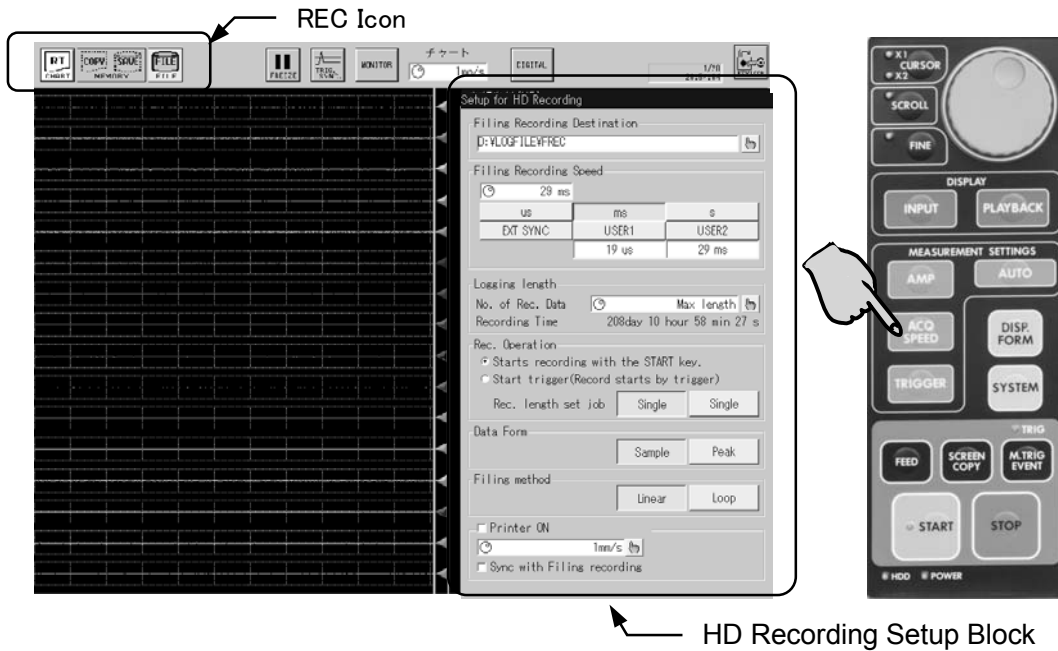 REC Icon
RT
CHART
COPY
SAVE
MEMORY
FILE
FILE
FREEZE
TRIG.
SYNC.
MONITOR
チャート
1mm/s
DIGITAL
1/70
Setup for HD Recording
Filing Recording Destination
D:¥LOGFILE¥FREC
Filing Recording Speed
29 ms
us ms s
EXT SYNC USER1 USER2
19 us 29 ms
Logging length
No. of Rec. Data Max length
Recording Time 208day 10 hour 58 min 27 s
Rec. Operation
Starts recording with the START key.
Start trigger(Record starts by trigger)
Rec. length set job Single Single
Data Form
Sample Peak
Filing method
Linear Loop
Printer ON
1mm/s
Sync with Filing recording
HD Recording Setup Block
X1
CURSOR
X2
SCROLL
FINE
DISPLAY
INPUT PLAYBACK
MEASUREMENT SETTINGS
AMP AUTO
ACQ
SPEED
DISP.
FORM
TRIGGER SYSTEM
TRIG
FEED
SCREEN
COPY
M.TRIG
EVENT
START STOP
HDD POWER